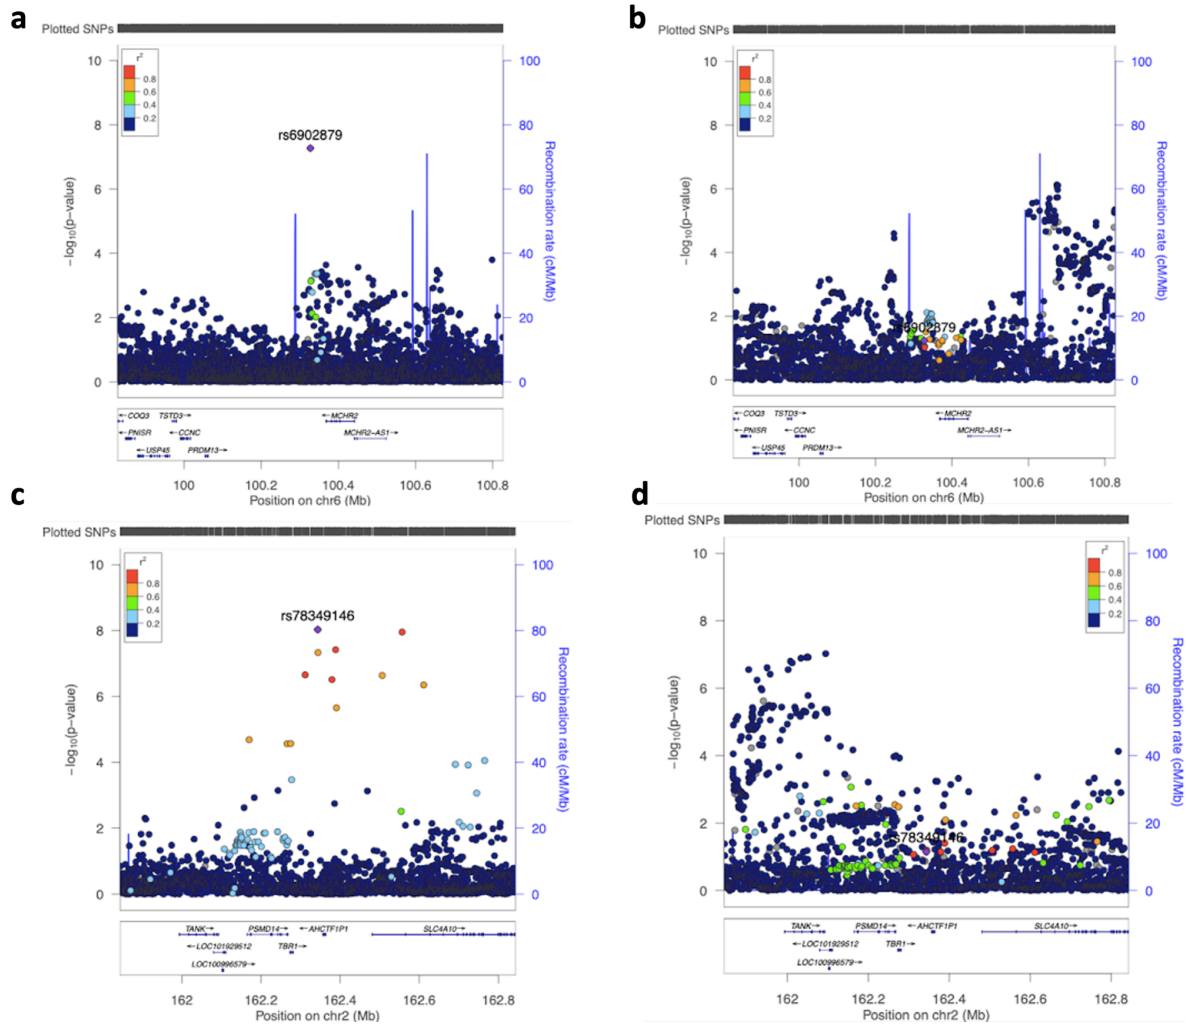 a
Plotted SNPs
r²
0.8
0.6
0.4
0.2
rs6902879
10
8
6
4
2
0
−log10(p−value)
100
80
60
40
20
0
Recombination rate (cM/Mb)
COQ3 TSTD3→ ←MCHR2
←PNISR ←CCNC MCHR2−AS1→
←USP45 PRDM13→
100 100.2 100.4 100.6 100.8
Position on chr6 (Mb)
b
Plotted SNPs
r²
0.8
0.6
0.4
0.2
rs6902879
10
8
6
4
2
0
−log10(p−value)
100
80
60
40
20
0
Recombination rate (cM/Mb)
←COQ3 TSTD3→ ←MCHR2
←PNISR ←CCNC MCHR2−AS1→
←USP45 PRDM13→
100 100.2 100.4 100.6 100.8
Position on chr6 (Mb)
c
Plotted SNPs
r²
0.8
0.6
0.4
0.2
rs78349146
10
8
6
4
2
0
−log10(p−value)
100
80
60
40
20
0
Recombination rate (cM/Mb)
TANK→ PSMD14→ ←AHCTF1P1 SLC4A10→
←LOC101929512 TBR1→
LOC100996579→
162 162.2 162.4 162.6 162.8
Position on chr2 (Mb)
d
Plotted SNPs
r²
0.8
0.6
0.4
0.2
rs78349146
10
8
6
4
2
0
−log10(p−value)
100
80
60
40
20
0
Recombination rate (cM/Mb)
TANK→ PSMD14→ ←AHCTF1P1 SLC4A10→
←LOC101929512 TBR1→
LOC100996579→
162 162.2 162.4 162.6 162.8
Position on chr2 (Mb)